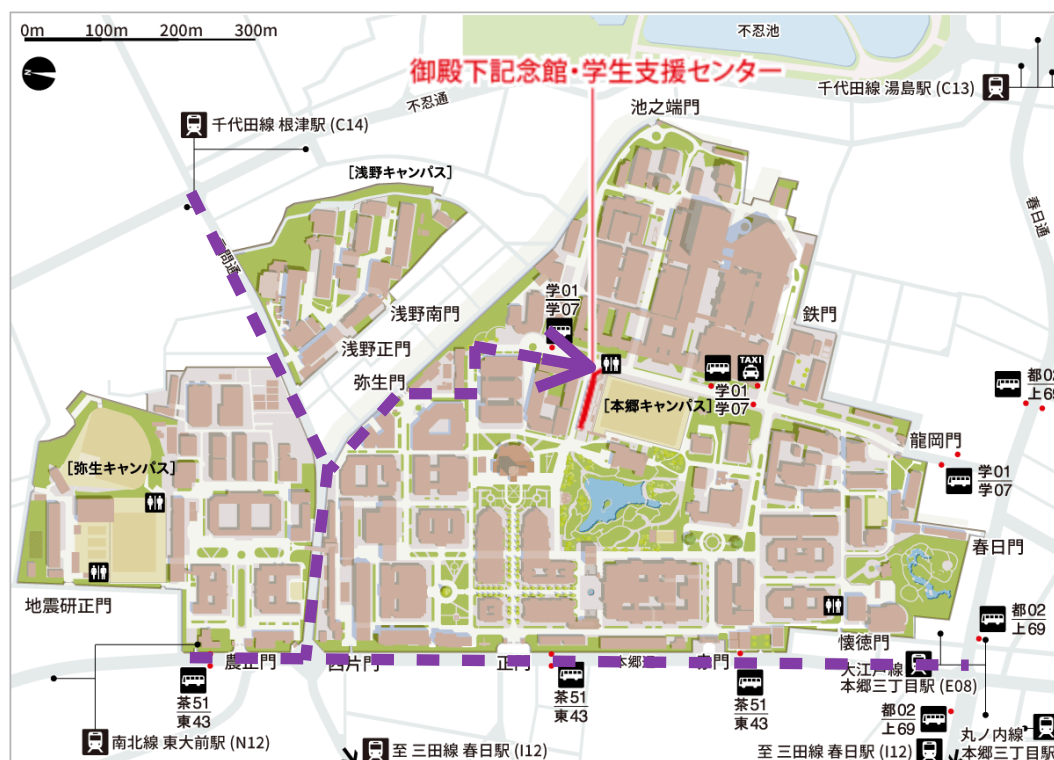 0m 100m 200m 300m
N
不忍池
御殿下記念館・学生支援センター
千代田線 湯島駅 (C13)
不忍通
池之端門
千代田線 根津駅 (C14)
[浅野キャンパス]
春日通
学01
学07
浅野南門
鉄門
浅野正門
弥生門
TAXI
学01
学07
都02
[本郷キャンパス]
龍岡門
[弥生キャンパス]
学01
学07
春日門
地震研正門
都02
上69
懐徳門
農正門
西片門
正門
本郷
赤門
大江戸線
本郷三丁目駅 (E08)
茶51
東43
茶51
東43
茶51
東43
都02
上69
丸ノ内線
本郷三丁目駅
南北線 東大前駅 (N12)
至 三田線 春日駅 (I12)
至 三田線 春日駅 (I12)